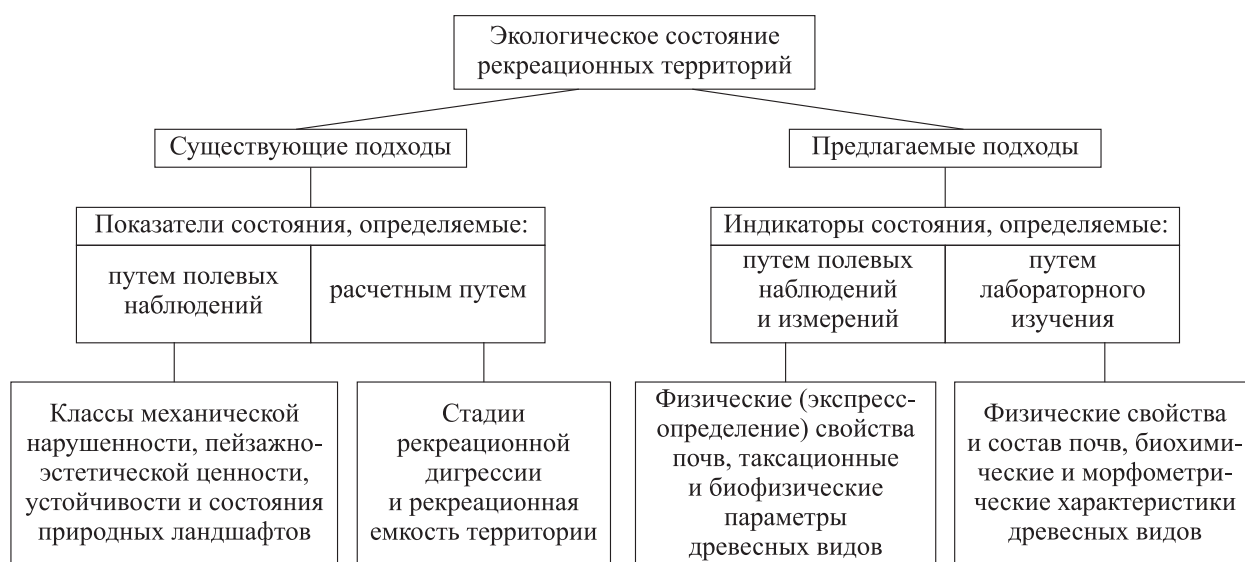 Экологическое состояние
рекреационных территорий
Существующие подходы
Предлагаемые подходы
Показатели состояния, определяемые:
путем полевых
наблюдений
расчетным путем
Индикаторы состояния, определяемые:
путем полевых
наблюдений
и измерений
путем
лабораторного
изучения
Классы механической
нарушенности, пейзажно-
эстетической ценности,
устойчивости и состояния
природных ландшафтов
Стадии
рекреационной
дигрессии
и рекреационная
емкость территории
Физические (экспресс-
определение) свойства
почв, таксационные
и биофизические
параметры
древесных видов
Физические свойства
и состав почв, биохими-
ческие и морфометри-
ческие характеристики
древесных видов